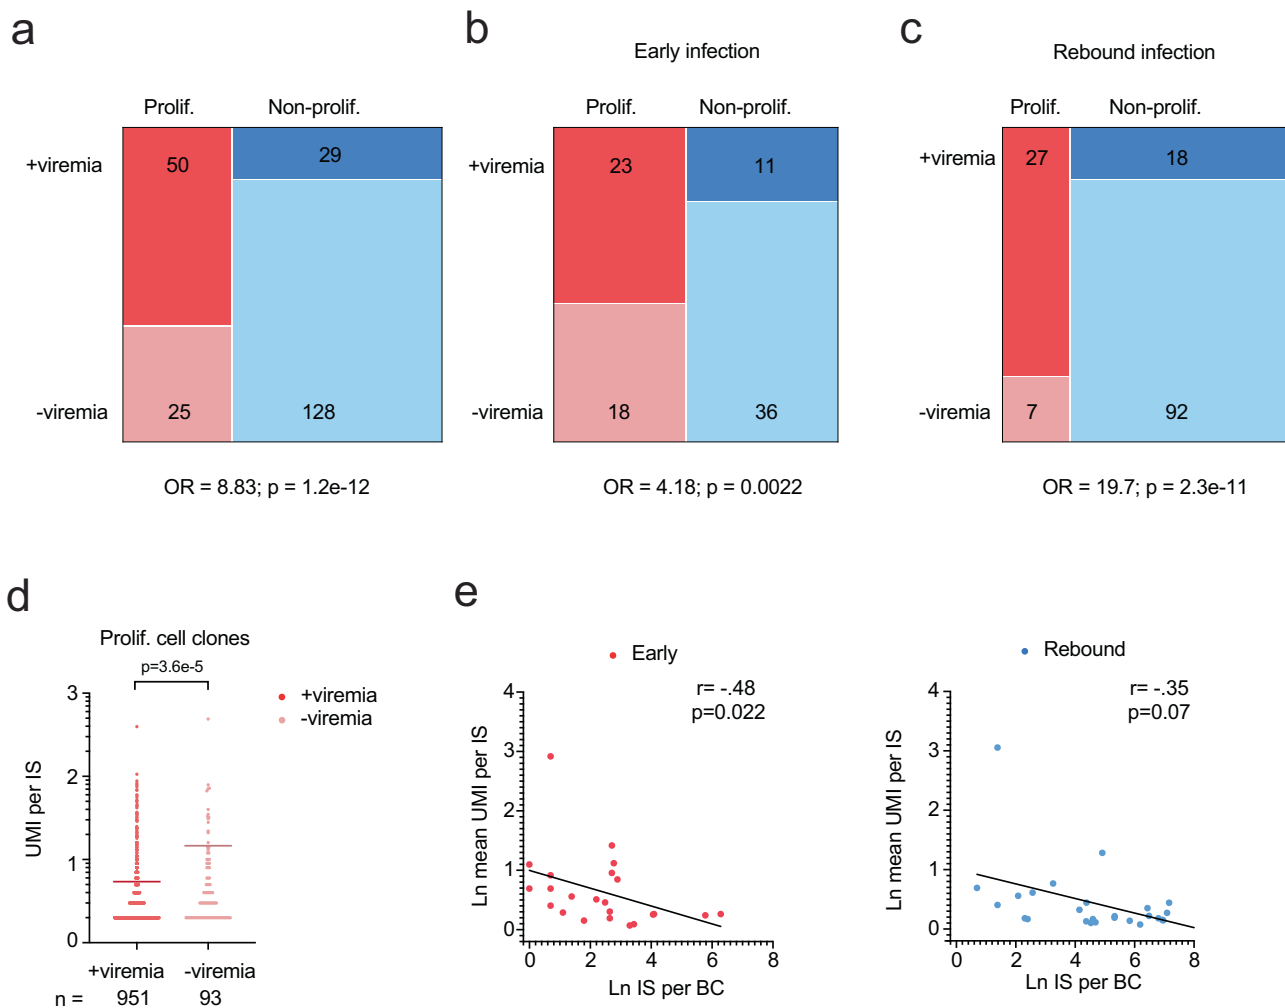 a
Prolif.
Non-prolif.
+viremia
50
29
-viremia
25
128
OR = 8.83; p = 1.2e-12
b
Early infection
Prolif.
Non-prolif.
+viremia
23
11
-viremia
18
36
OR = 4.18; p = 0.0022
c
Rebound infection
Prolif.
Non-prolif.
+viremia
27
18
-viremia
7
92
OR = 19.7; p = 2.3e-11
d
Prolif. cell clones
p=3.6e-5
+viremia
-viremia
UMI per IS
3
2
1
0
+viremia
-viremia
n =
951
93
e
Early
r= -.48
p=0.022
Ln mean UMI per IS
4
3
2
1
0
0
2
4
6
8
Ln IS per BC
Rebound
r= -.35
p=0.07
Ln mean UMI per IS
4
3
2
1
0
0
2
4
6
8
Ln IS per BC